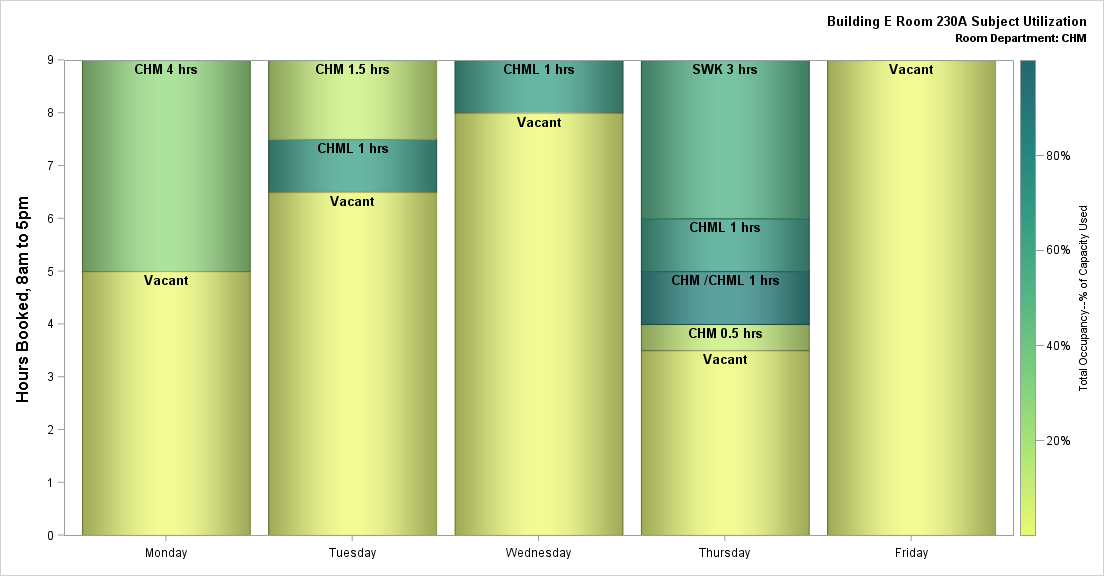 Building E Room 230A Subject Utilization
Room Department: CHM
Hours Booked, 8am to 5pm
9
8
7
6
5
4
3
2
1
0
CHM 4 hrs
Vacant
CHM 1.5 hrs
CHML 1 hrs
Vacant
CHML 1 hrs
Vacant
SWK 3 hrs
CHML 1 hrs
CHM /CHML 1 hrs
CHM 0.5 hrs
Vacant
Vacant
Monday
Tuesday
Wednesday
Thursday
Friday
80%
60%
40%
20%
Total Occupancy--% of Capacity Used